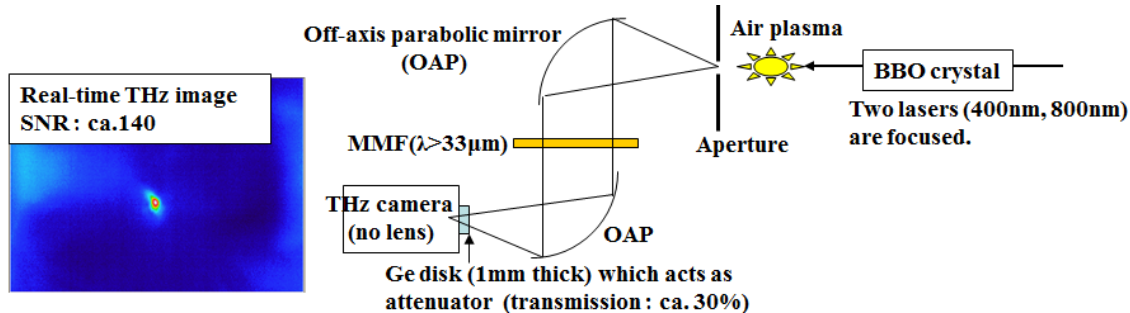 Real-time THz image
SNR : ca.140
Off-axis parabolic mirror
(OAP)
Air plasma
BBO crystal
Two lasers (400nm, 800nm)
are focused.
Aperture
MMF(λ>33μm)
THz camera
(no lens)
OAP
Ge disk (1mm thick) which acts as
attenuator (transmission : ca. 30%)